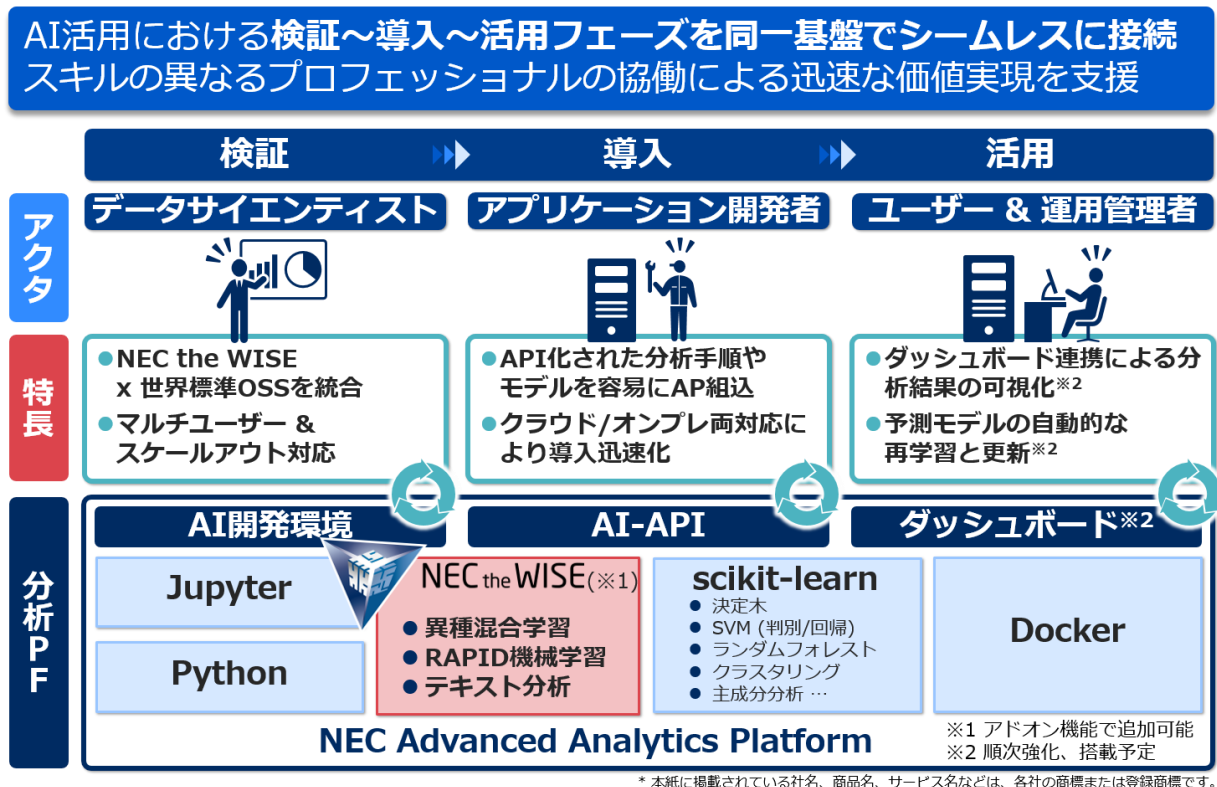 AI活用における検証～導入～活用フェーズを同一基盤でシームレスに接続
スキルの異なるプロフェッショナルの協働による迅速な価値実現を支援
検証
導入
活用
アクタ
データサイエンティスト
アプリケーション開発者
ユーザー & 運用管理者
特長
●NEC the WISE
x 世界標準OSSを統合
●マルチユーザー &
スケールアウト対応
●API化された分析手順や
モデルを容易にAP組込
●クラウド/オンプレ両対応に
より導入迅速化
●ダッシュボード連携による分
析結果の可視化※2
●予測モデルの自動的な
再学習と更新※2
分析PF
AI開発環境
AI-API
ダッシュボード※2
Jupyter
Python
NEC the WISE(※1)
● 異種混合学習
● RAPID機械学習
● テキスト分析
scikit-learn
● 決定木
● SVM (判別/回帰)
● ランダムフォレスト
● クラスタリング
● 主成分分析 …
Docker
NEC Advanced Analytics Platform
※1 アドオン機能で追加可能
※2 順次強化、搭載予定
* 本紙に掲載されている社名、商品名、サービス名などは、各社の商標または登録商標です。